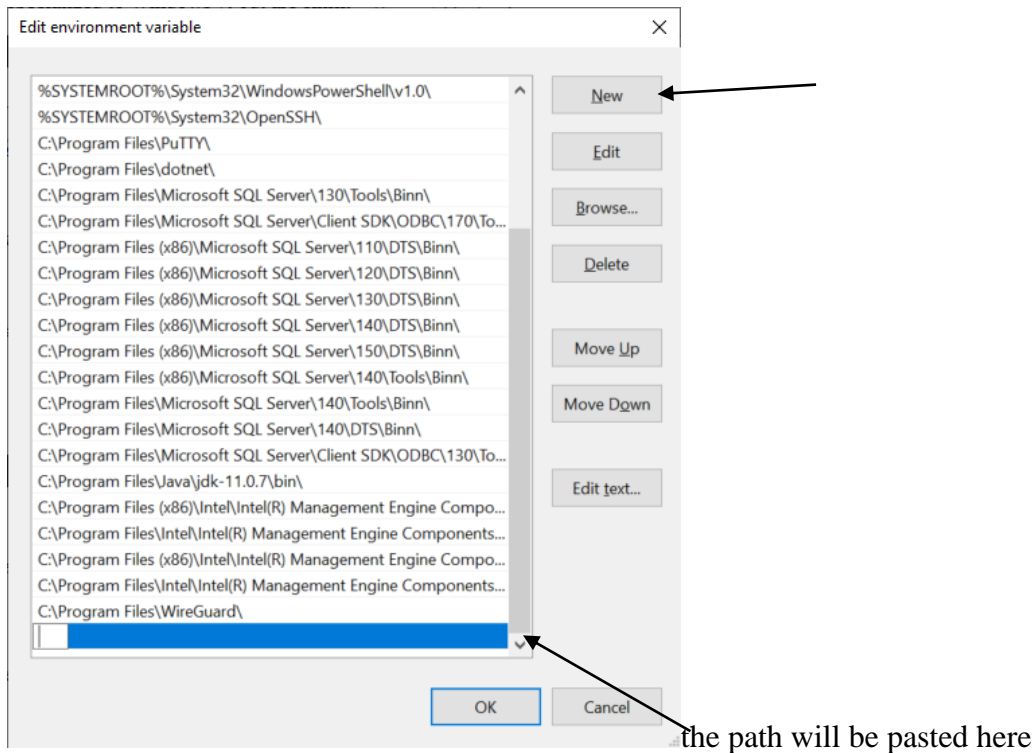 Edit environment variable
%SYSTEMROOT%\System32\WindowsPowerShell\v1.0\
%SYSTEMROOT%\System32\OpenSSH\
C:\Program Files\PuTTY\
C:\Program Files\dotnet\
C:\Program Files\Microsoft SQL Server\130\Tools\Binn\
C:\Program Files\Microsoft SQL Server\Client SDK\ODBC\170\To...
C:\Program Files (x86)\Microsoft SQL Server\110\DTS\Binn\
C:\Program Files (x86)\Microsoft SQL Server\120\DTS\Binn\
C:\Program Files (x86)\Microsoft SQL Server\130\DTS\Binn\
C:\Program Files (x86)\Microsoft SQL Server\140\DTS\Binn\
C:\Program Files (x86)\Microsoft SQL Server\150\DTS\Binn\
C:\Program Files (x86)\Microsoft SQL Server\140\Tools\Binn\
C:\Program Files\Microsoft SQL Server\140\Tools\Binn\
C:\Program Files\Microsoft SQL Server\140\DTS\Binn\
C:\Program Files\Microsoft SQL Server\Client SDK\ODBC\130\To...
C:\Program Files\Java\jdk-11.0.7\bin\
C:\Program Files (x86)\Intel\Intel(R) Management Engine Compo...
C:\Program Files\Intel\Intel(R) Management Engine Components...
C:\Program Files (x86)\Intel\Intel(R) Management Engine Compo...
C:\Program Files\Intel\Intel(R) Management Engine Components...
C:\Program Files\WireGuard\
New
Edit
Browse...
Delete
Move Up
Move Down
Edit text...
OK
Cancel
the path will be pasted here